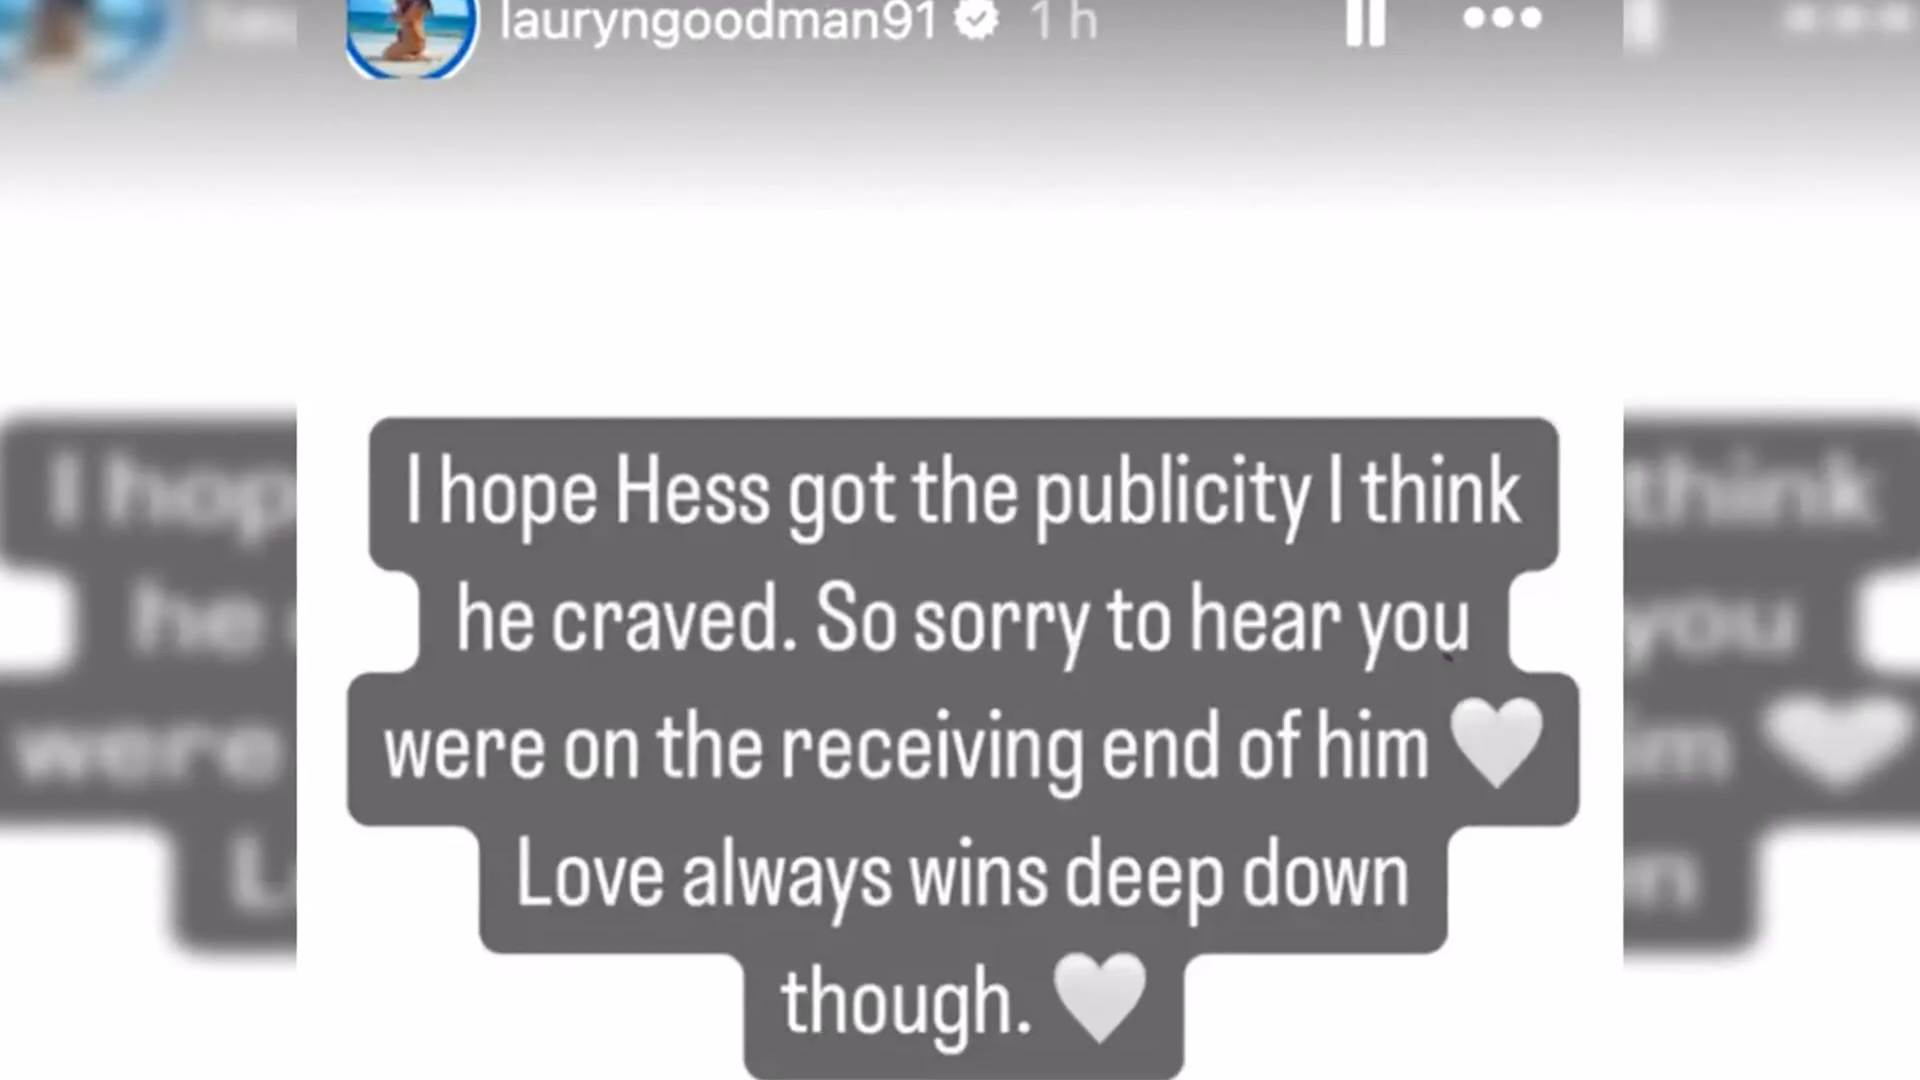 lauryngoodman91 1 h
I hope Hess got the publicity I think
he craved. So sorry to hear you
were on the receiving end of him 🤍
Love always wins deep down
though. 🤍